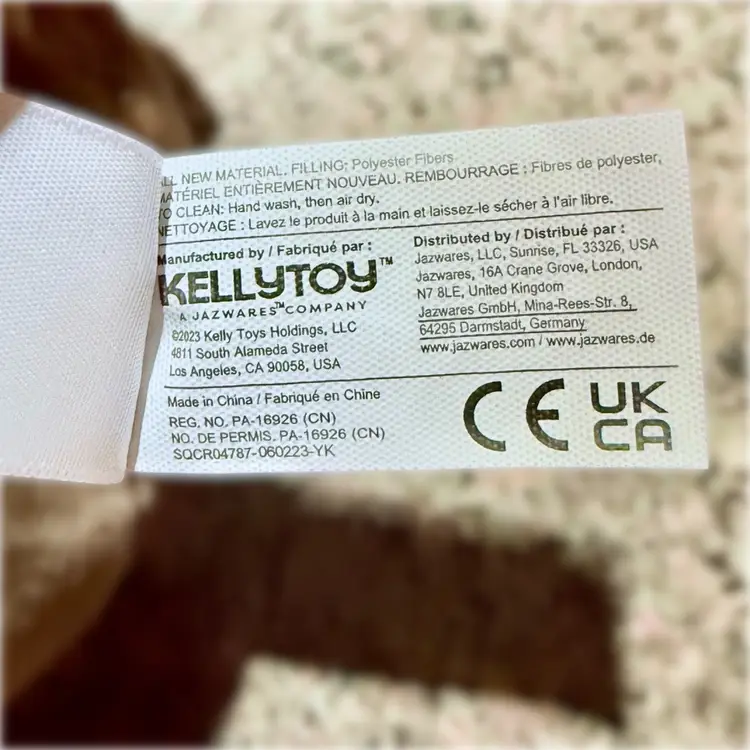 ALL NEW MATERIAL. FILLING: Polyester Fibers
MATÉRIEL ENTIÈREMENT NOUVEAU. REMBOURRAGE : Fibres de polyester,
TO CLEAN: Hand wash, then air dry.
NETTOYAGE : Lavez le produit à la main et laissez-le sécher à l'air libre.
Manufactured by / Fabriqué par :
KELLYTOY™
A JAZWARES™ COMPANY
©2023 Kelly Toys Holdings, LLC
4811 South Alameda Street
Los Angeles, CA 90058, USA
Distributed by / Distribué par :
Jazwares, LLC, Sunrise, FL 33326, USA
Jazwares, 16A Crane Grove, London,
N7 8LE, United Kingdom
Jazwares GmbH, Mina-Rees-Str. 8,
64295 Darmstadt, Germany
www.jazwares.com / www.jazwares.de
Made in China / Fabriqué en Chine
REG. NO. PA-16926 (CN)
NO. DE PERMIS. PA-16926 (CN)
SQCR04787-060223-YK
CE
UK
CA